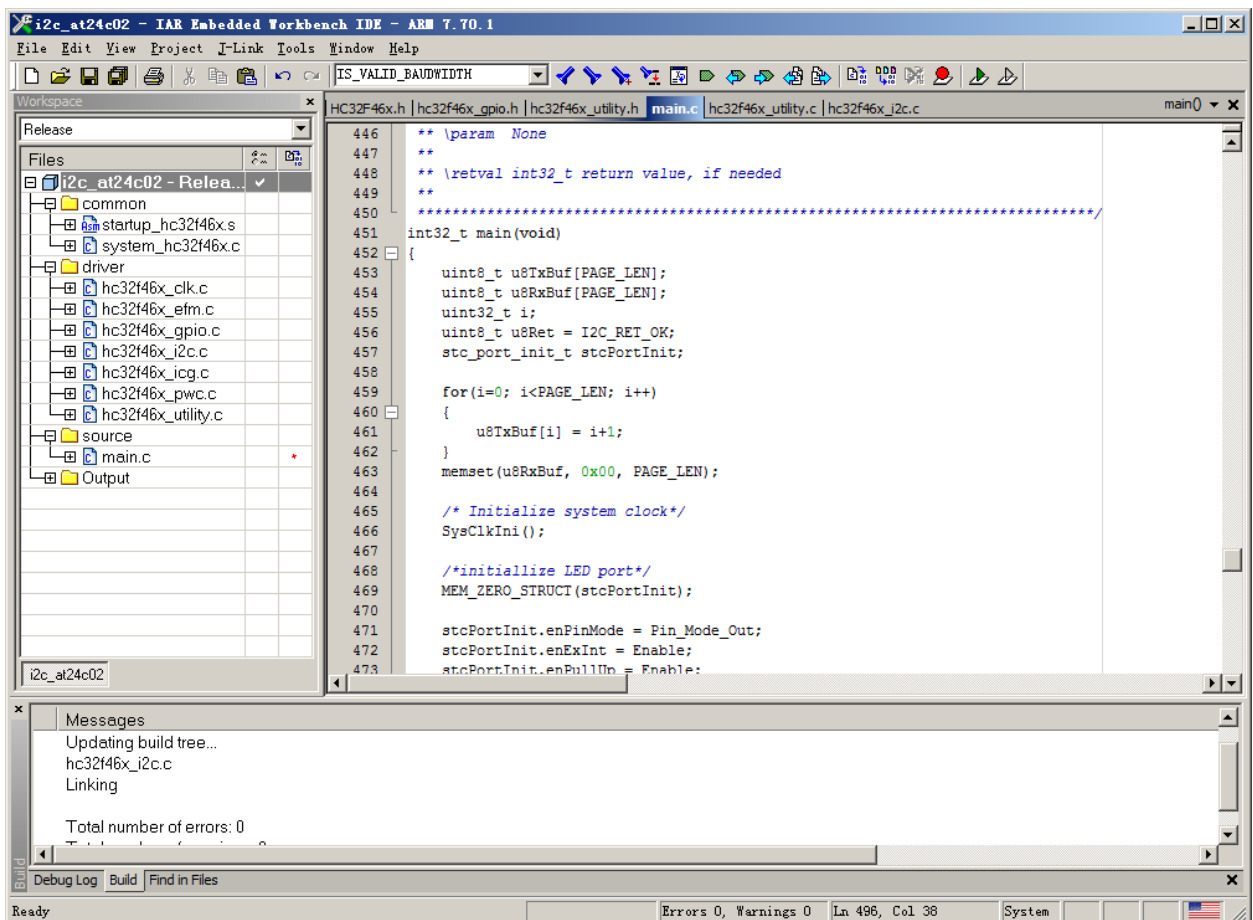 i2c_at24c02 - IAR Embedded Workbench IDE - ARM 7.70.1
File Edit View Project J-Link Tools Window Help
IS_VALID_BAUDWIDTH
Workspace
Release
Files
i2c_at24c02 - Relea...
common
startup_hc32f46x.s
system_hc32f46x.c
driver
hc32f46x_clk.c
hc32f46x_efm.c
hc32f46x_gpio.c
hc32f46x_i2c.c
hc32f46x_icg.c
hc32f46x_pwc.c
hc32f46x_utility.c
source
main.c *
Output
i2c_at24c02
HC32F46x.h | hc32f46x_gpio.h | hc32f46x_utility.h main.c hc32f46x_utility.c | hc32f46x_i2c.c main()
446 ** \param None
447 **
448 ** \retval int32_t return value, if needed
449 **
450 ******************************************************************************/
451 int32_t main(void)
452 {
453 uint8_t u8TxBuf[PAGE_LEN];
454 uint8_t u8RxBuf[PAGE_LEN];
455 uint32_t i;
456 uint8_t u8Ret = I2C_RET_OK;
457 stc_port_init_t stcPortInit;
458
459 for(i=0; i<PAGE_LEN; i++)
460 {
461 u8TxBuf[i] = i+1;
462 }
463 memset(u8RxBuf, 0x00, PAGE_LEN);
464
465 /* Initialize system clock*/
466 SysClkIni();
467
468 /*initiallize LED port*/
469 MEM_ZERO_STRUCT(stcPortInit);
470
471 stcPortInit.enPinMode = Pin_Mode_Out;
472 stcPortInit.enExInt = Enable;
473 stcPortInit.enPullUp = Enable;
Messages
Updating build tree...
hc32f46x_i2c.c
Linking
Total number of errors: 0
Build
Debug Log Build Find in Files
Ready Errors 0, Warnings 0 Ln 496, Col 38 System